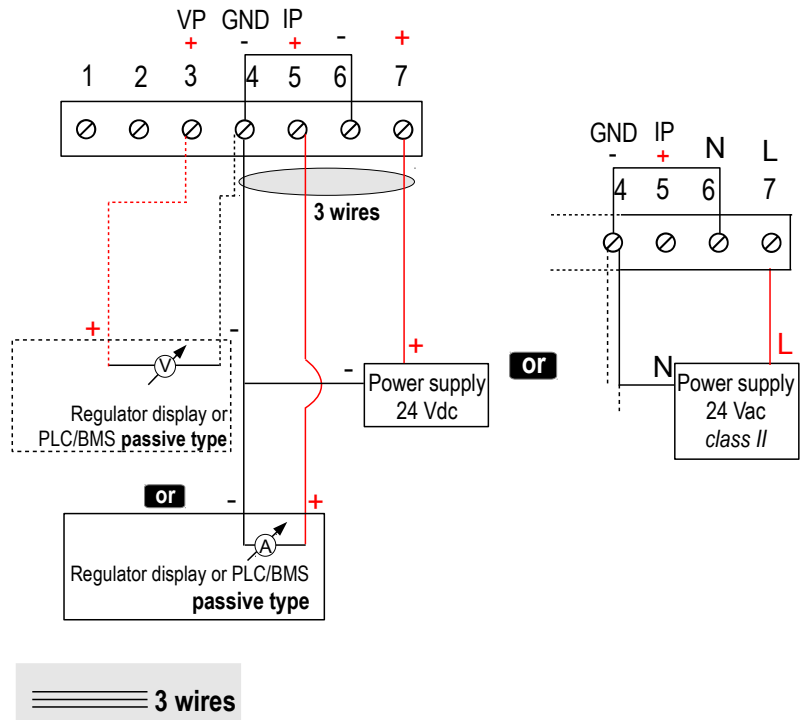 VP GND IP
+ - + - +
1 2 3 4 5 6 7
3 wires
GND IP N L
- +
4 5 6 7
+ -
V
Regulator display or
PLC/BMS passive type
- +
Power supply
24 Vdc
or
N L
Power supply
24 Vac
class II
or
- +
A
Regulator display or PLC/BMS
passive type
3 wires